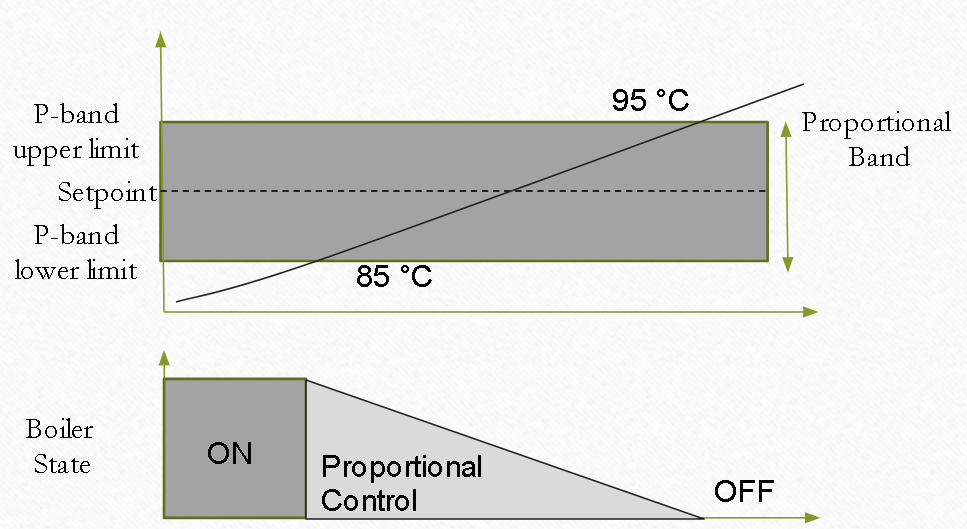 95 °C
P-band
upper limit
Proportional
Band
Setpoint
P-band
lower limit
85 °C
Boiler
State
ON
Proportional
Control
OFF